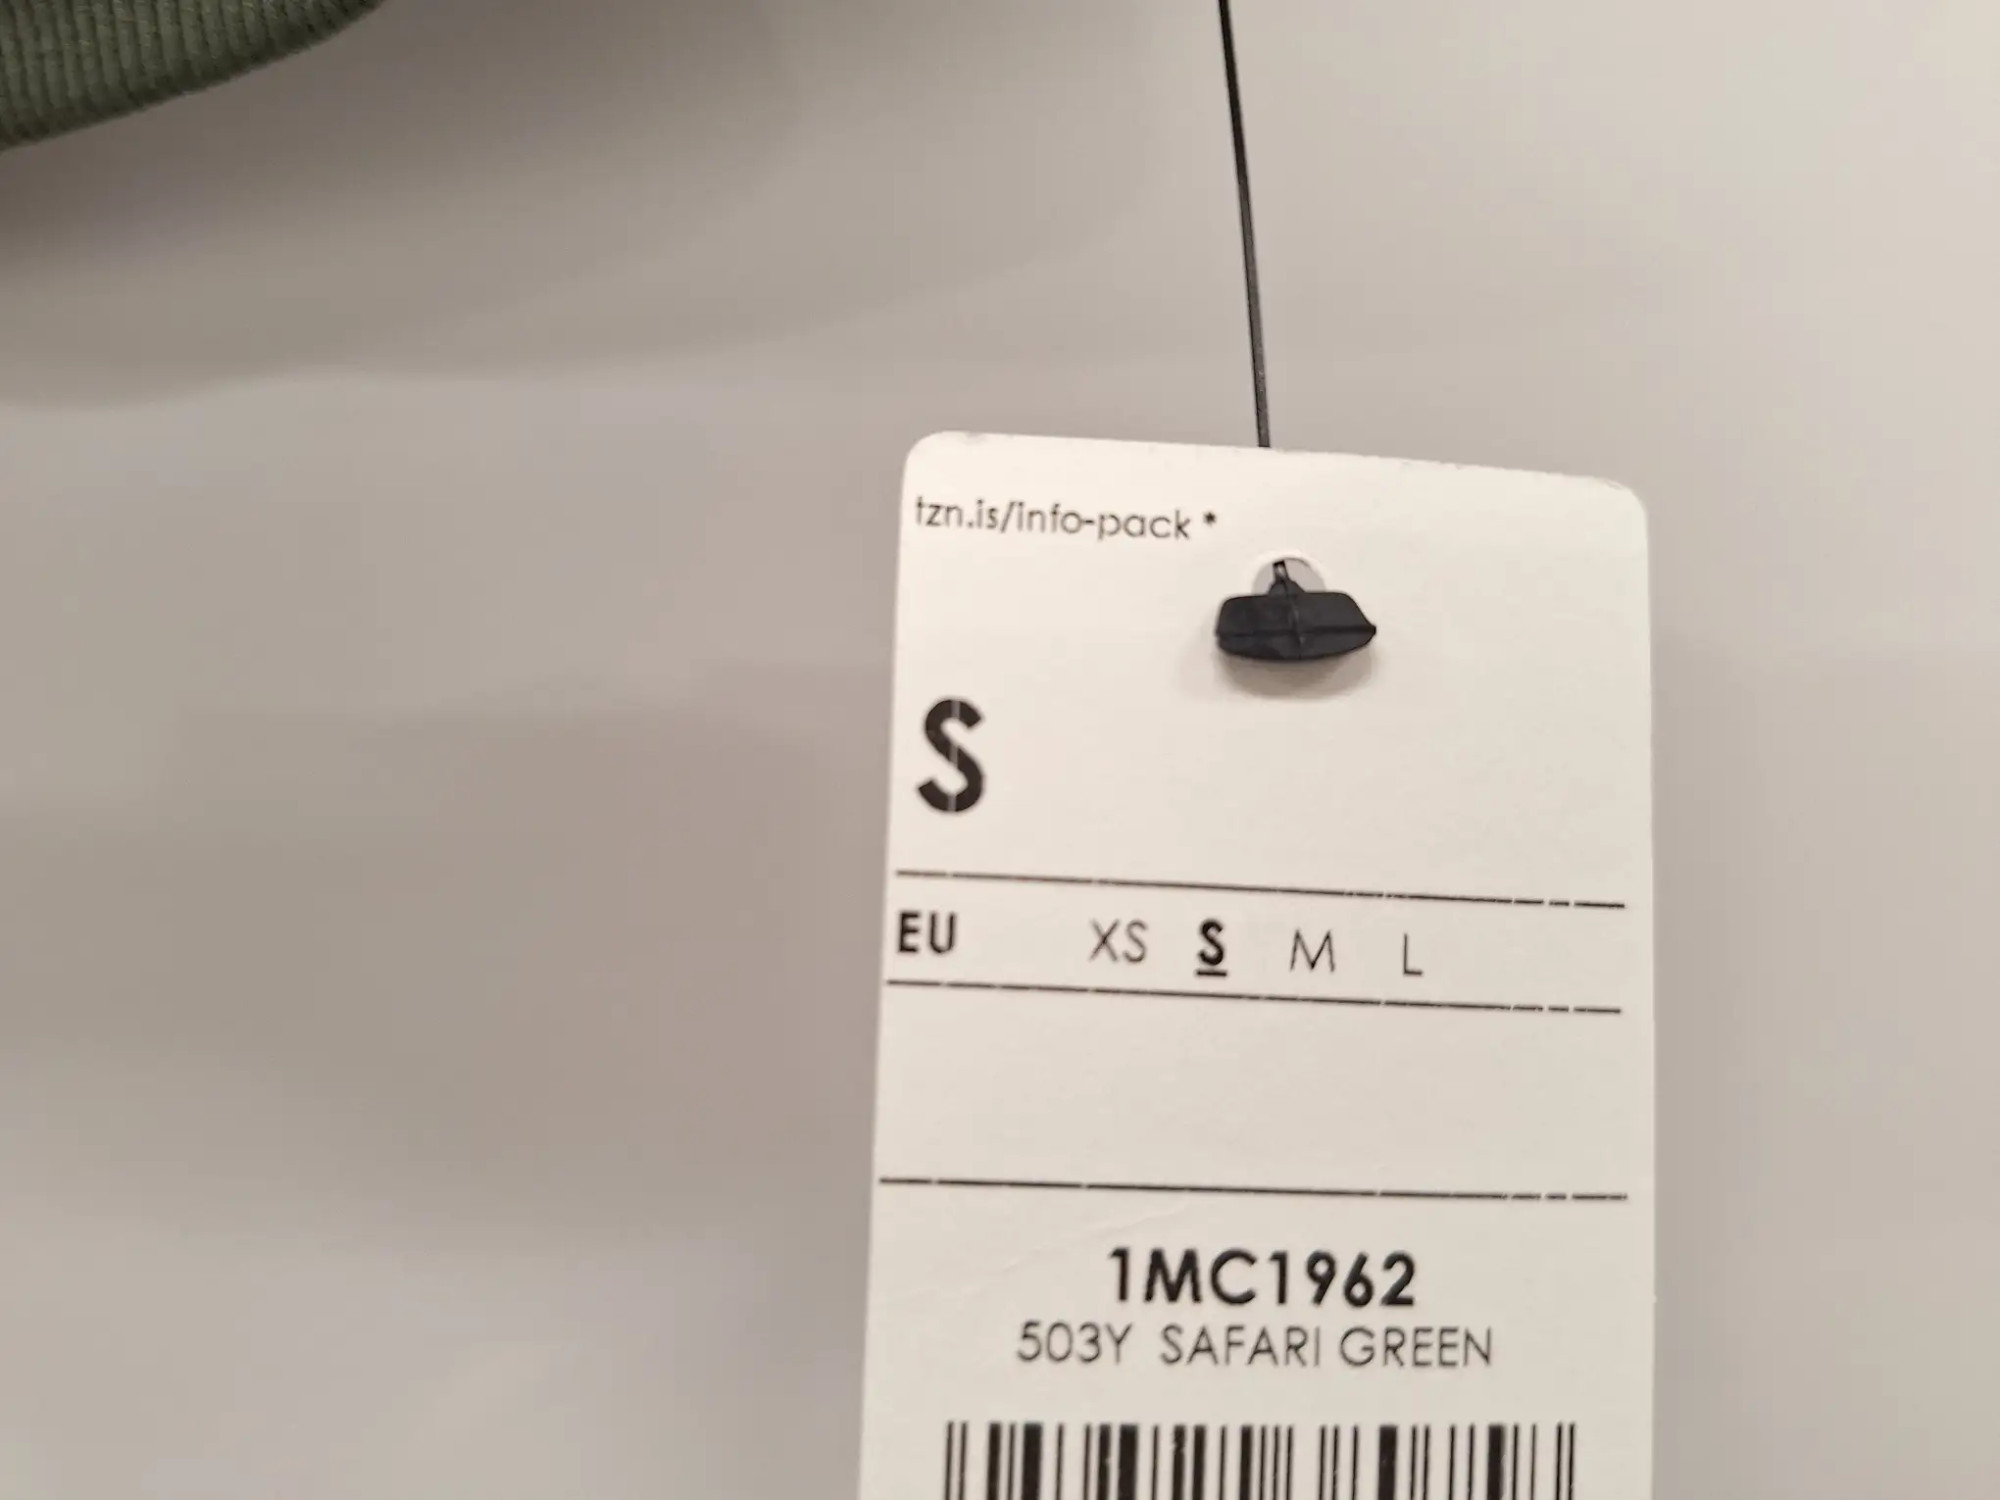 tzn.is/info-pack *
S
EU XS S M L
1MC1962
503Y SAFARI GREEN